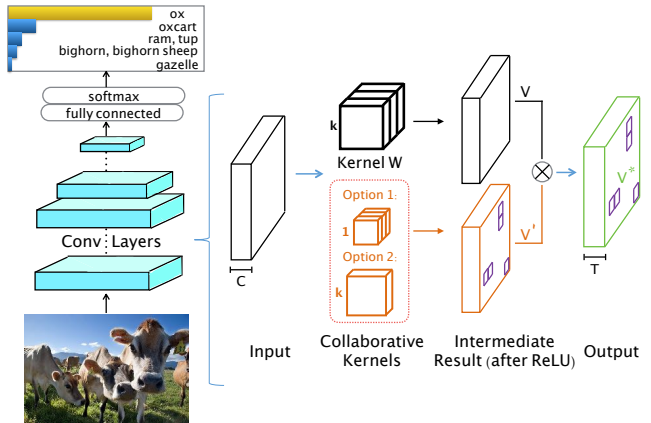 ox
oxcart
ram, tup
bighorn, bighorn sheep
gazelle
softmax
fully connected
Conv Layers
C
Input
k
Kernel W
Option 1:
1
Option 2:
k
Collaborative
Kernels
V
V'
Intermediate
Result (after ReLU)
V*
T
Output